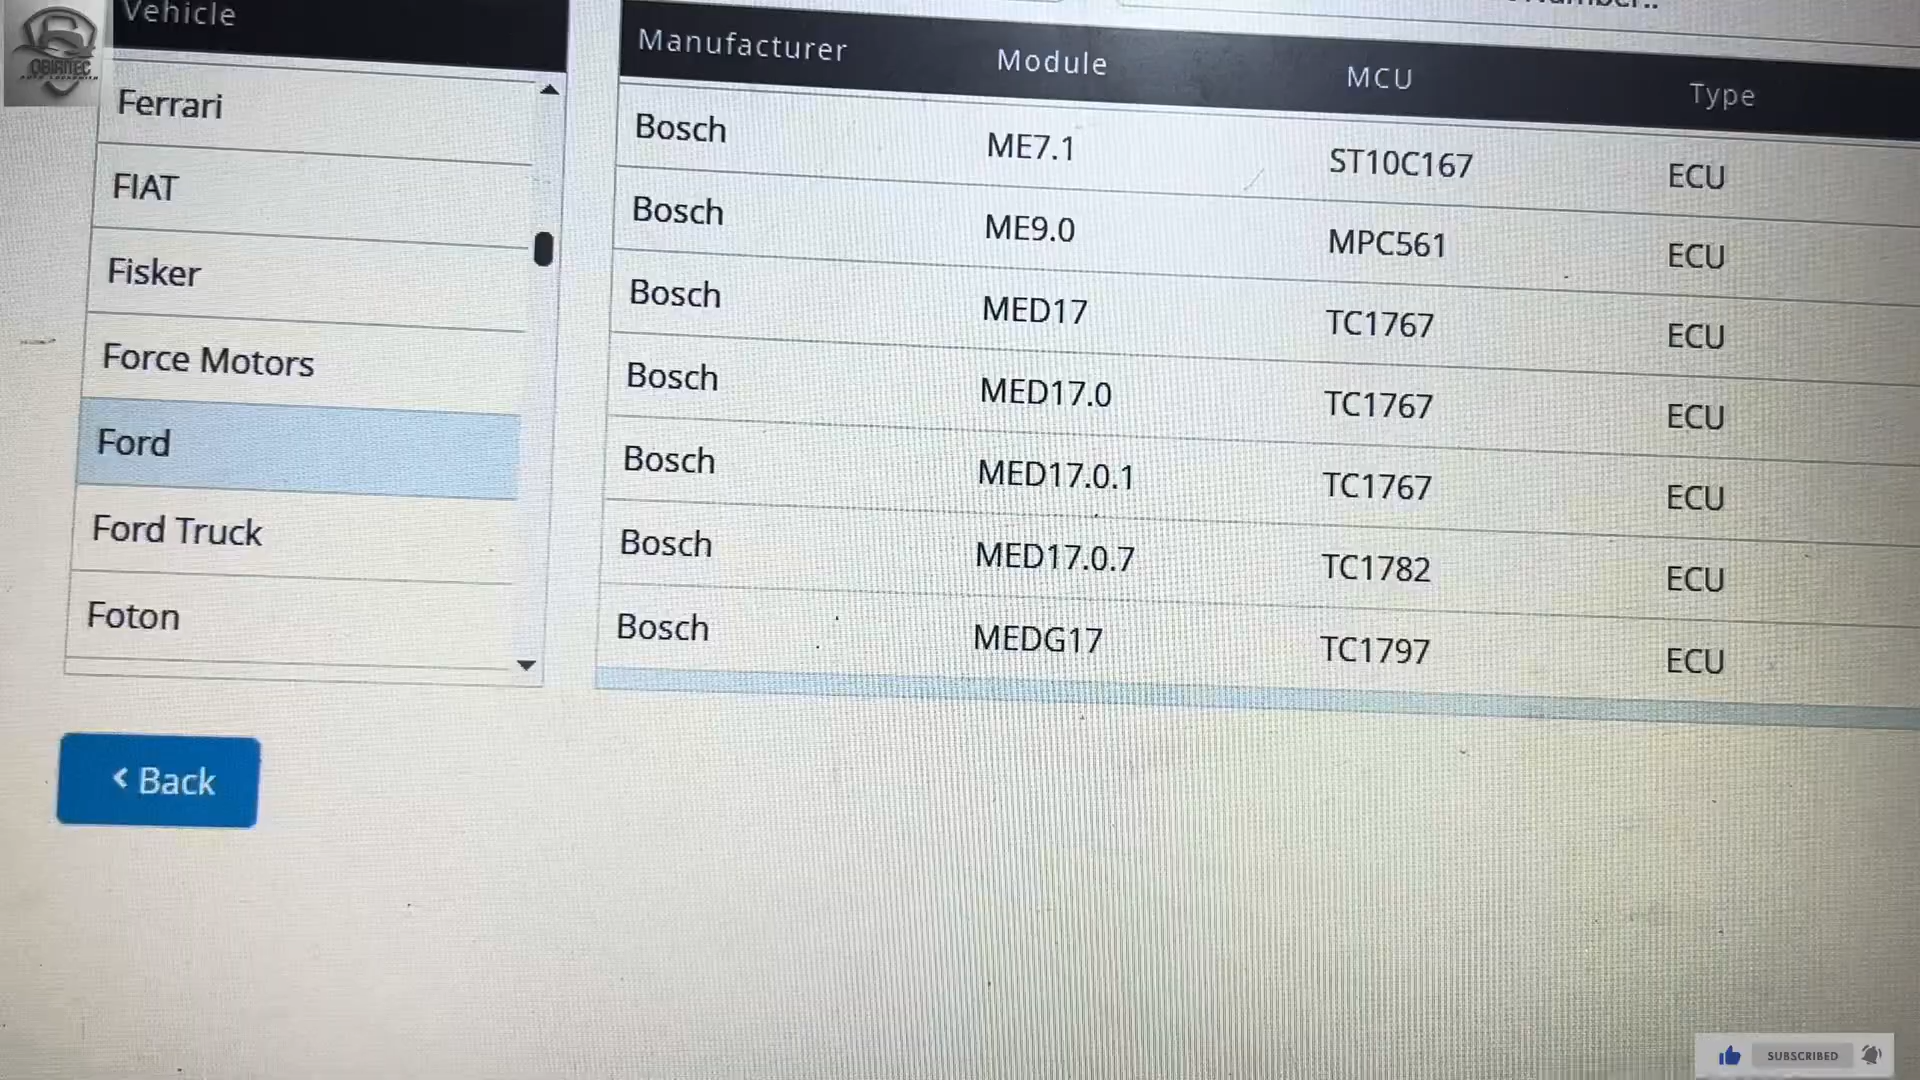 Vehicle
Ferrari
FIAT
Fisker
Force Motors
Ford
Ford Truck
Foton
Manufacturer Module MCU Type
Bosch ME7.1 ST10C167 ECU
Bosch ME9.0 MPC561 ECU
Bosch MED17 TC1767 ECU
Bosch MED17.0 TC1767 ECU
Bosch MED17.0.1 TC1767 ECU
Bosch MED17.0.7 TC1782 ECU
Bosch MEDG17 TC1797 ECU
< Back
SUBSCRIBED